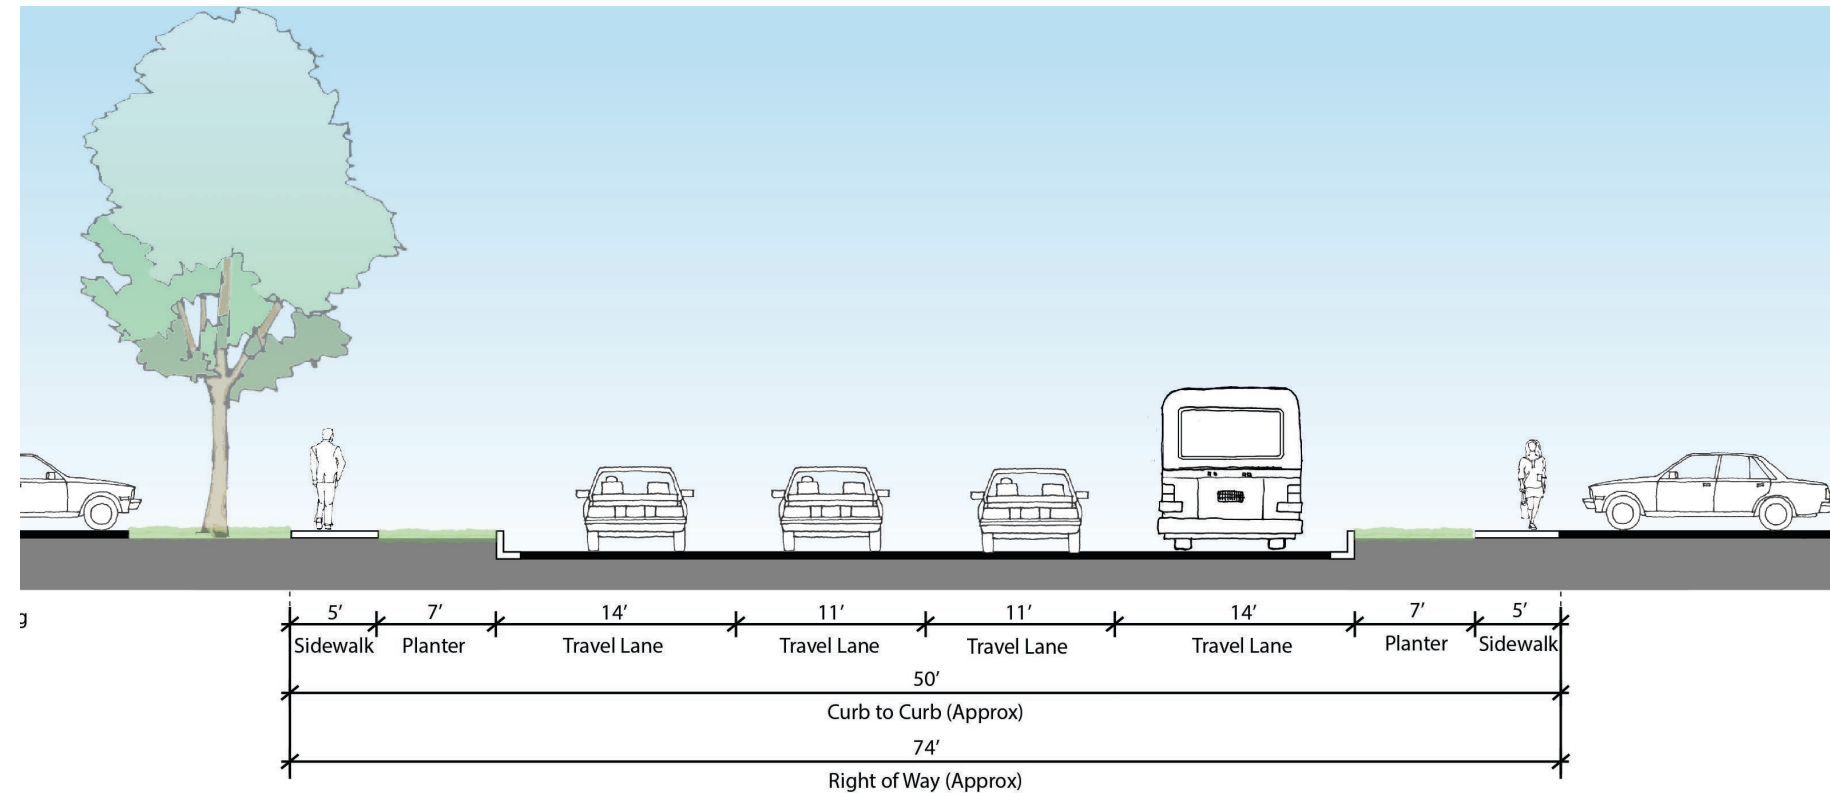 5’ 7’ 14’ 11’ 11’ 14’ 7’ 5’
Sidewalk Planter Travel Lane Travel Lane Travel Lane Travel Lane Planter Sidewalk
50’
Curb to Curb (Approx)
74’
Right of Way (Approx)